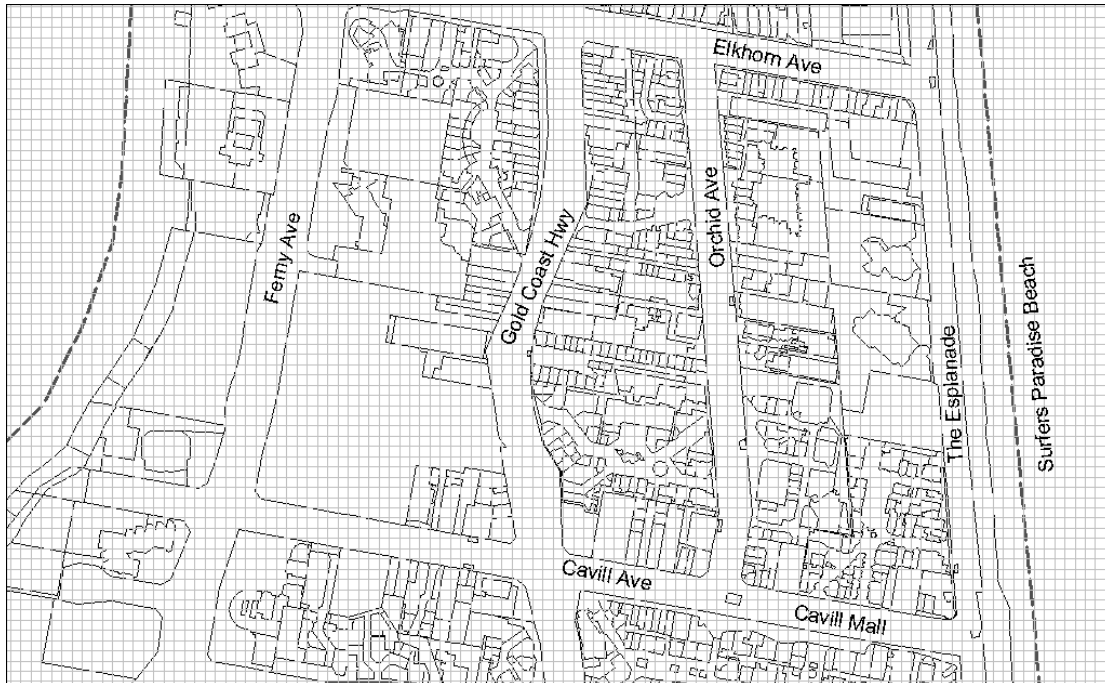 Elkhorn Ave
Orchid Ave
Ferny Ave
Gold Coast Hwy
Surfers Paradise Beach
The Esplanade
Cavill Ave
Cavill Mall